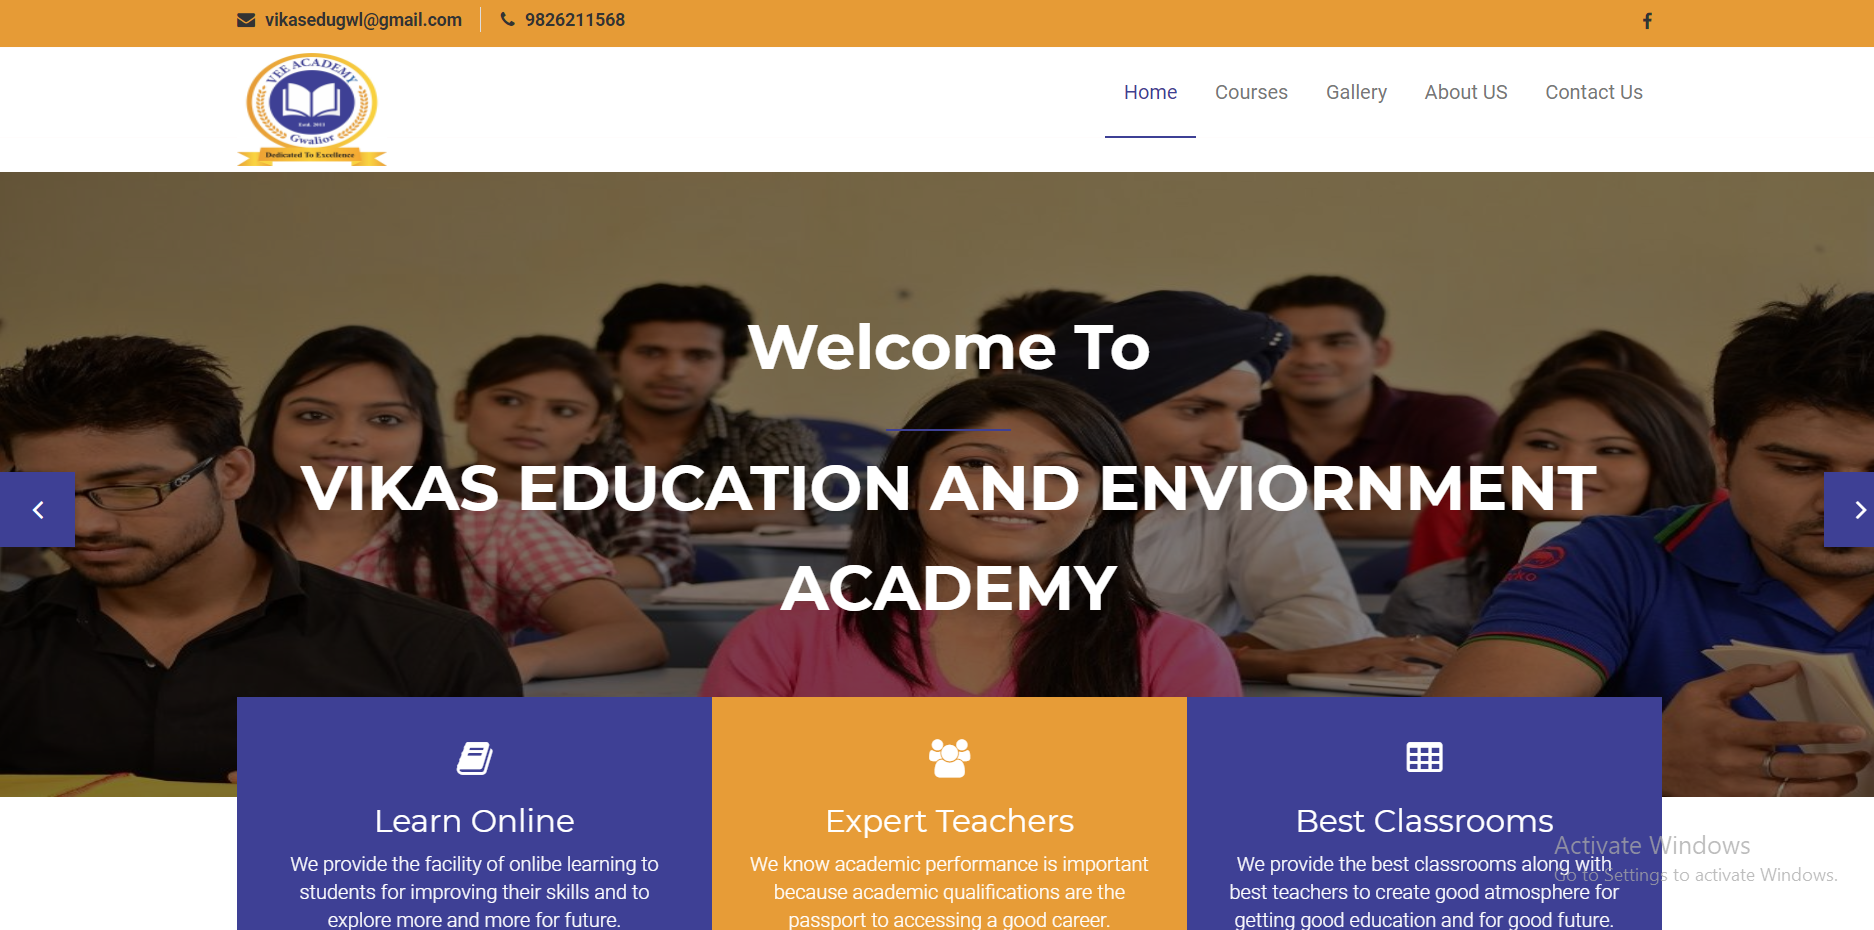 vikasedugwl@gmail.com
9826211568
VEE ACADEMY
Estd. 2011
Gwalior
Dedicated To Excellence
Home
Courses
Gallery
About US
Contact Us
Welcome To
VIKAS EDUCATION AND ENVIORNMENT
ACADEMY
Learn Online
We provide the facility of onlibe learning to
students for improving their skills and to
explore more and more for future.
Expert Teachers
We know academic performance is important
because academic qualifications are the
passport to accessing a good career.
Best Classrooms
We provide the best classrooms along with
best teachers to create good atmosphere for
getting good education and for good future.
Activate Windows
Go to Settings to activate Windows.